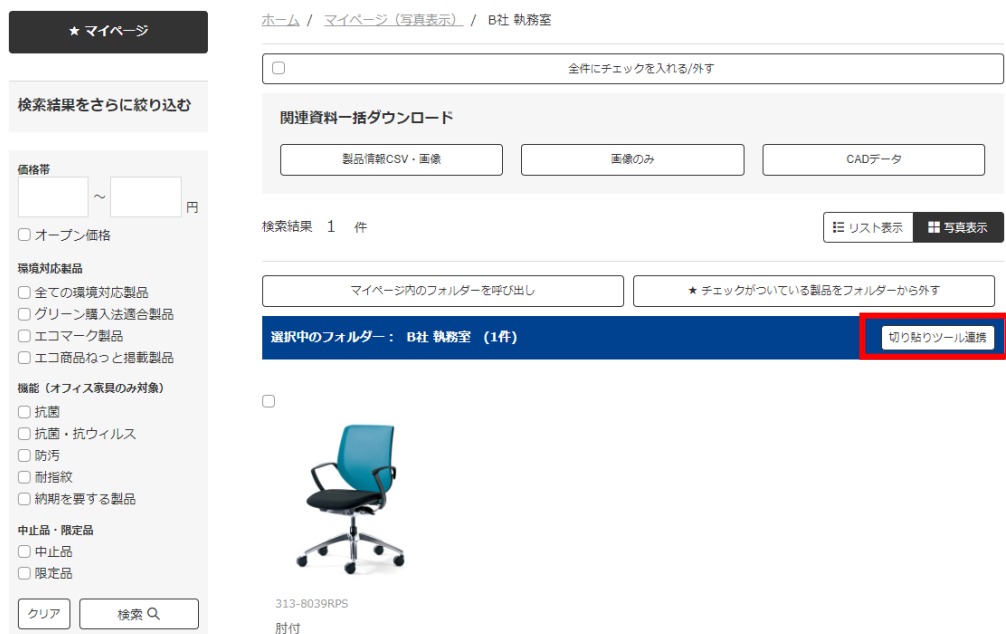 ★ マイページ
検索結果をさらに絞り込む
価格帯
～
円
オープン価格
環境対応製品
全ての環境対応製品
グリーン購入法適合製品
エコマーク製品
エコ商品ねっと掲載製品
機能（オフィス家具のみ対象）
抗菌
抗菌・抗ウィルス
防汚
耐指紋
納期を要する製品
中止品・限定品
中止品
限定品
クリア
検索
ホーム / マイページ（写真表示） / B社 執務室
全件にチェックを入れる/外す
関連資料一括ダウンロード
製品情報CSV・画像
画像のみ
CADデータ
検索結果 1 件
リスト表示
写真表示
マイページ内のフォルダーを呼び出し
★ チェックがついている製品をフォルダーから外す
選択中のフォルダー： B社 執務室 (1件)
切り貼りツール連携
313-8039RPS
肘付